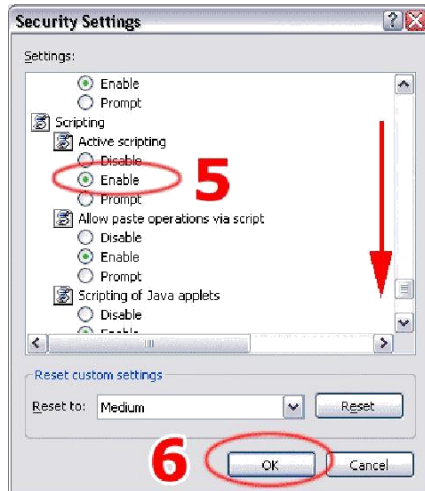 Security Settings
Settings:
Enable
Prompt
Scripting
Active scripting
Disable
Enable
5
Prompt
Allow paste operations via script
Disable
Enable
Prompt
Scripting of Java applets
Disable
Enable
Reset custom settings
Reset to: Medium Reset
6
OK Cancel